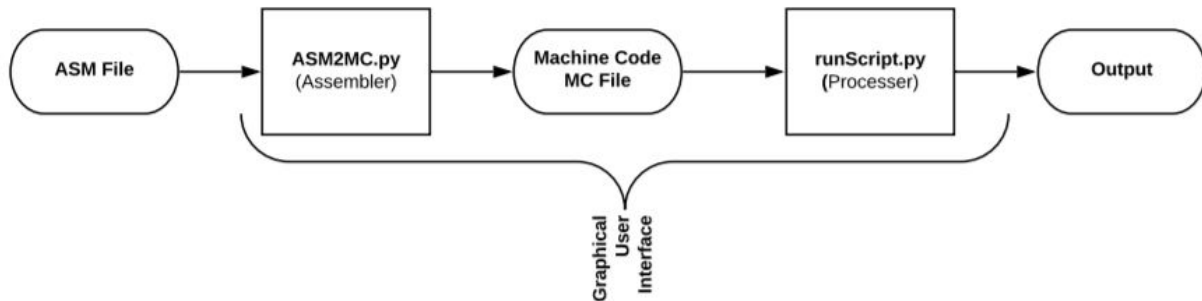 ASM File
ASM2MC.py
(Assembler)
Machine Code
MC File
runScript.py
(Processer)
Output
Graphical
User
Interface